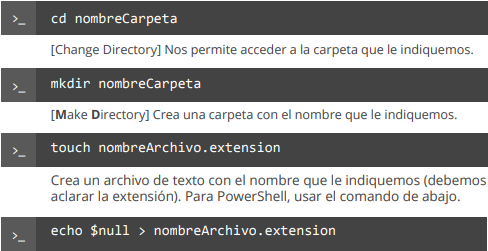 >_ cd nombreCarpeta
[Change Directory] Nos permite acceder a la carpeta que le indiquemos.
>_ mkdir nombreCarpeta
[Make Directory] Crea una carpeta con el nombre que le indiquemos.
>_ touch nombreArchivo.extension
Crea un archivo de texto con el nombre que le indiquemos (debemos
aclarar la extensión). Para PowerShell, usar el comando de abajo.
>_ echo $null > nombreArchivo.extension